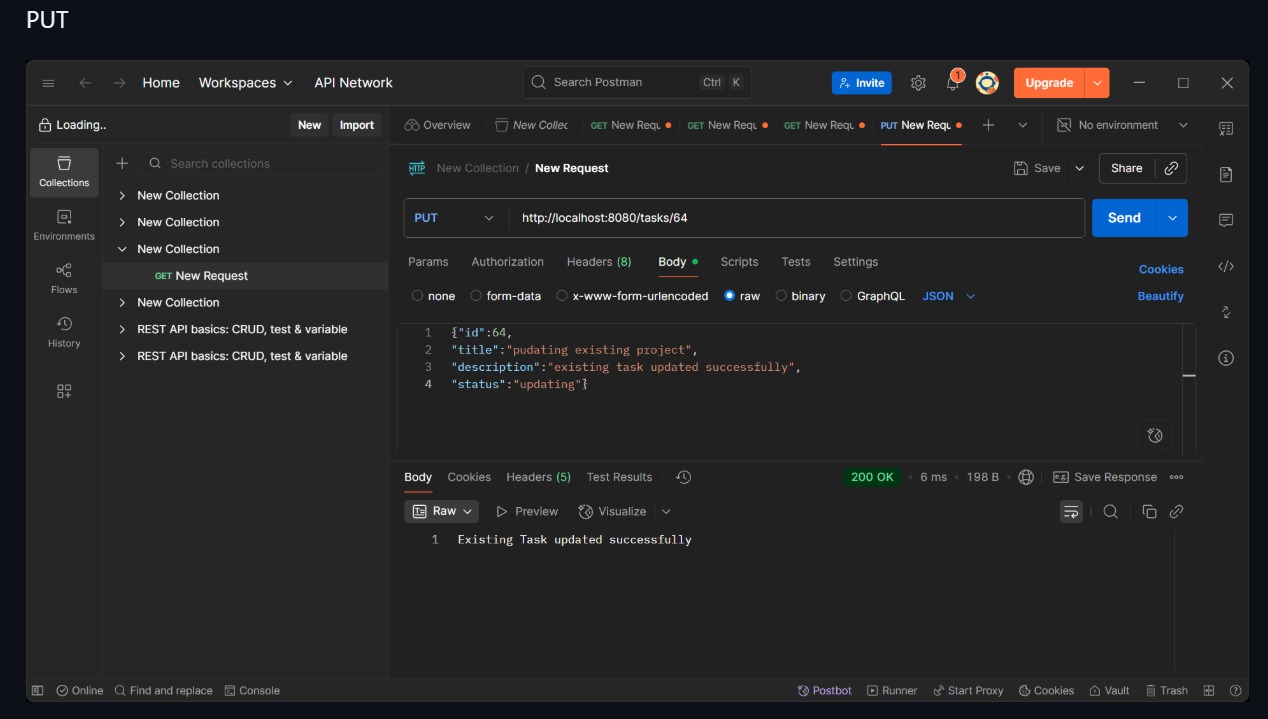 PUT
Home Workspaces API Network Search Postman Ctrl K Invite 1 Upgrade
Loading.. New Import Overview New Collec GET New Requ GET New Requ GET New Requ PUT New Requ No environment
Collections
Environments
Flows
History
Search collections
New Collection
New Collection
New Collection
GET New Request
New Collection
REST API basics: CRUD, test & variable
REST API basics: CRUD, test & variable
HTTP New Collection / New Request Save Share
PUT http://localhost:8080/tasks/64 Send
Params Authorization Headers (8) Body Scripts Tests Settings Cookies
none form-data x-www-form-urlencoded raw binary GraphQL JSON Beautify
1 {"id":64,
2 "title":"pudating existing project",
3 "description":"existing task updated successfully",
4 "status":"updating"}
Body Cookies Headers (5) Test Results 200 OK 6 ms 198 B e.g. Save Response
Raw Preview Visualize
1 Existing Task updated successfully
Online Find and replace Console Postbot Runner Start Proxy Cookies Vault Trash